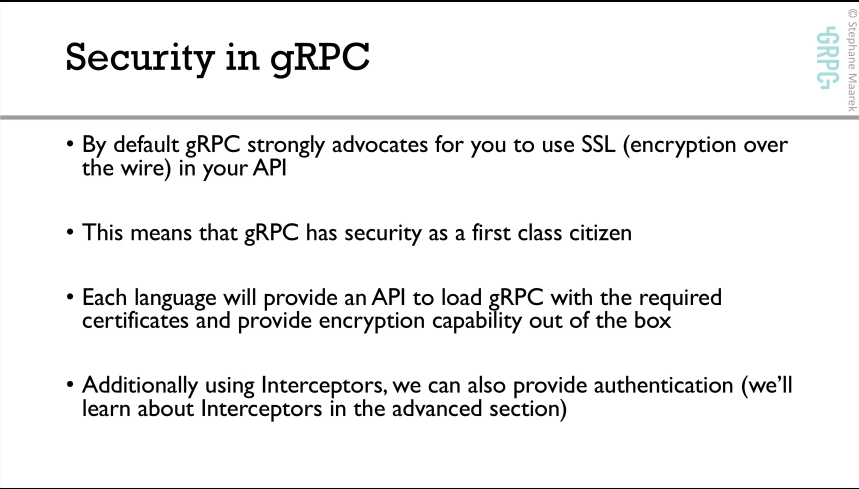 Security in gRPC
© Stephane Maarek
gRPC
• By default gRPC strongly advocates for you to use SSL (encryption over
the wire) in your API
• This means that gRPC has security as a first class citizen
• Each language will provide an API to load gRPC with the required
certificates and provide encryption capability out of the box
• Additionally using Interceptors, we can also provide authentication (we’ll
learn about Interceptors in the advanced section)